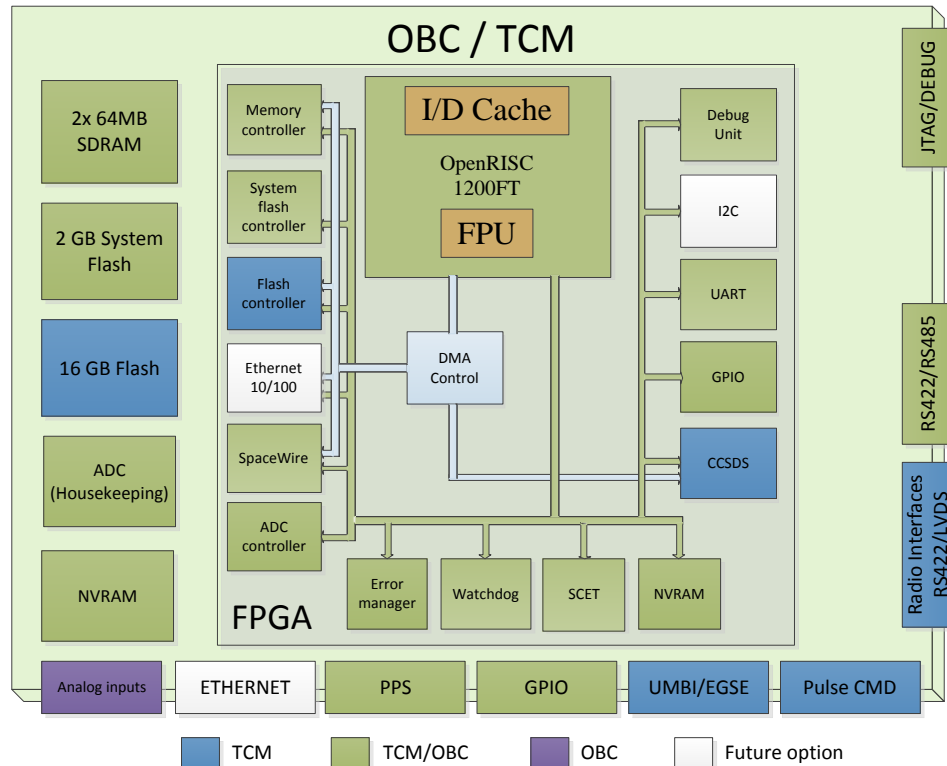 OBC / TCM
2x 64MB
SDRAM
2 GB System
Flash
16 GB Flash
ADC
(Housekeeping)
NVRAM
Memory
controller
System
flash
controller
Flash
controller
Ethernet
10/100
SpaceWire
ADC
controller
FPGA
I/D Cache
OpenRISC
1200FT
FPU
DMA
Control
Debug
Unit
I2C
UART
GPIO
CCSDS
Error
manager
Watchdog
SCET
NVRAM
JTAG/DEBUG
RS422/RS485
Radio Interfaces
RS422/LVDS
Analog inputs
ETHERNET
PPS
GPIO
UMBI/EGSE
Pulse CMD
TCM
TCM/OBC
OBC
Future option